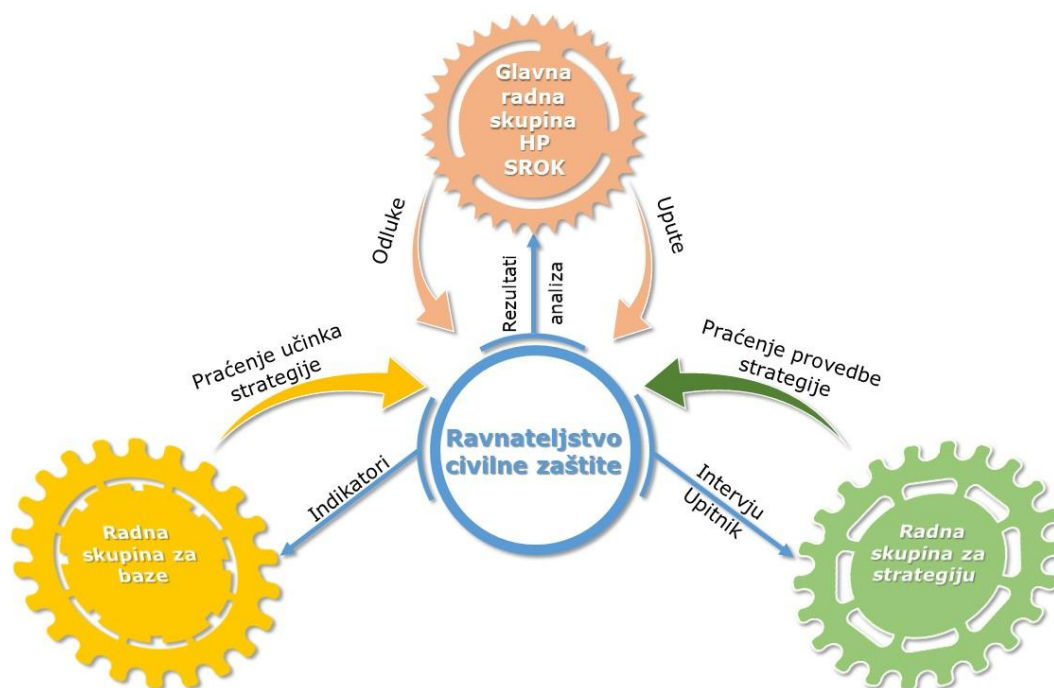 Glavna
radna
skupina
HP
SROK
Odluke
Upute
Rezultati
analiza
Praćenje učinka
strategije
Praćenje provedbe
strategije
Ravnateljstvo
civilne zaštite
Indikatori
Intervju
Upitnik
Radna
skupina za
baze
Radna
skupina za
strategiju